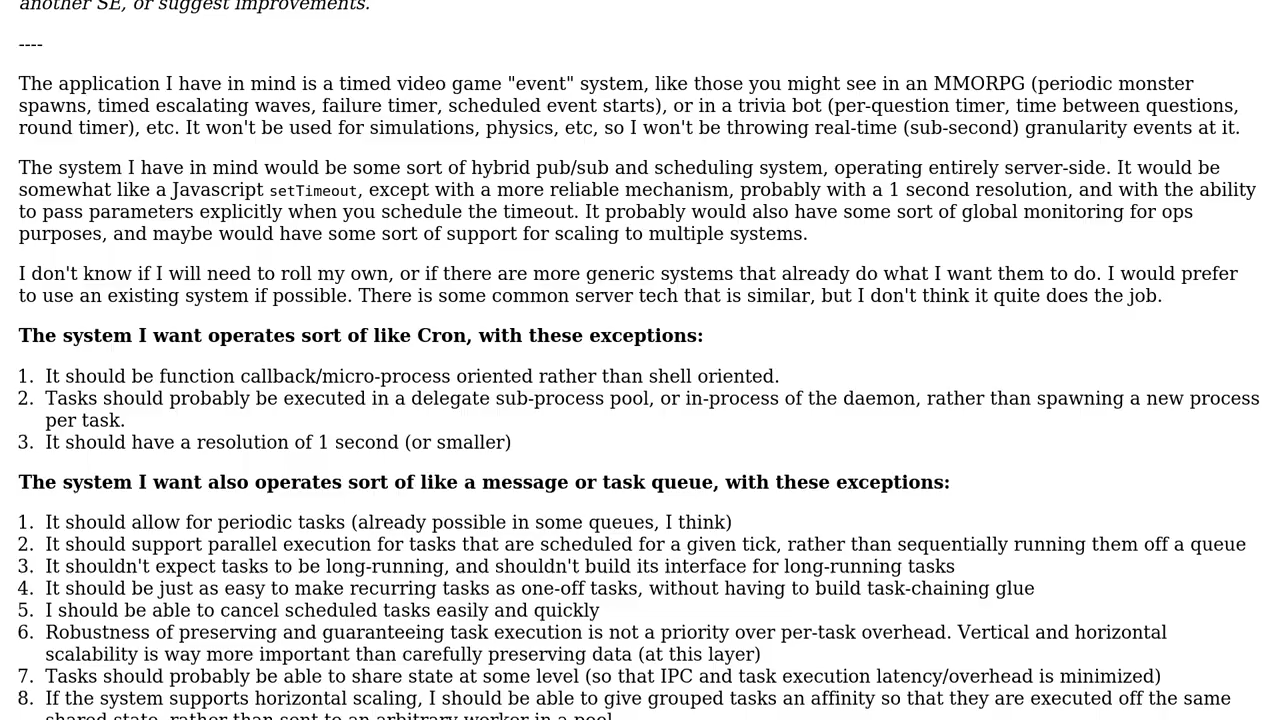 another SE, or suggest improvements.
----
The application I have in mind is a timed video game "event" system, like those you might see in an MMORPG (periodic monster
spawns, timed escalating waves, failure timer, scheduled event starts), or in a trivia bot (per-question timer, time between questions,
round timer), etc. It won't be used for simulations, physics, etc, so I won't be throwing real-time (sub-second) granularity events at it.
The system I have in mind would be some sort of hybrid pub/sub and scheduling system, operating entirely server-side. It would be
somewhat like a Javascript setTimeout, except with a more reliable mechanism, probably with a 1 second resolution, and with the ability
to pass parameters explicitly when you schedule the timeout. It probably would also have some sort of global monitoring for ops
purposes, and maybe would have some sort of support for scaling to multiple systems.
I don't know if I will need to roll my own, or if there are more generic systems that already do what I want them to do. I would prefer
to use an existing system if possible. There is some common server tech that is similar, but I don't think it quite does the job.
The system I want operates sort of like Cron, with these exceptions:
1. It should be function callback/micro-process oriented rather than shell oriented.
2. Tasks should probably be executed in a delegate sub-process pool, or in-process of the daemon, rather than spawning a new process
per task.
3. It should have a resolution of 1 second (or smaller)
The system I want also operates sort of like a message or task queue, with these exceptions:
1. It should allow for periodic tasks (already possible in some queues, I think)
2. It should support parallel execution for tasks that are scheduled for a given tick, rather than sequentially running them off a queue
3. It shouldn't expect tasks to be long-running, and shouldn't build its interface for long-running tasks
4. It should be just as easy to make recurring tasks as one-off tasks, without having to build task-chaining glue
5. I should be able to cancel scheduled tasks easily and quickly
6. Robustness of preserving and guaranteeing task execution is not a priority over per-task overhead. Vertical and horizontal
scalability is way more important than carefully preserving data (at this layer)
7. Tasks should probably be able to share state at some level (so that IPC and task execution latency/overhead is minimized)
8. If the system supports horizontal scaling, I should be able to give grouped tasks an affinity so that they are executed off the same
shared state, rather than sent to an arbitrary worker in a pool